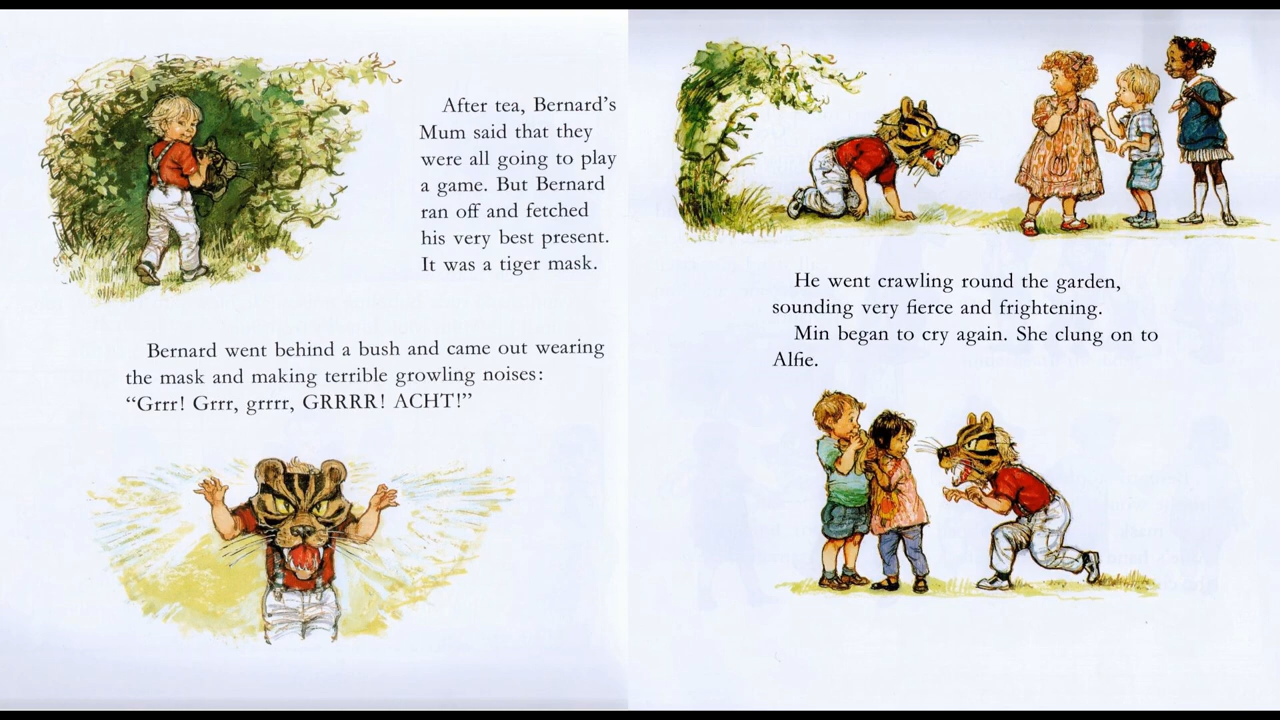 After tea, Bernard's
Mum said that they
were all going to play
a game. But Bernard
ran off and fetched
his very best present.
It was a tiger mask.
Bernard went behind a bush and came out wearing
the mask and making terrible growling noises:
“Grrr! Grrr, grrrr, GRRRR! ACHT!”
He went crawling round the garden,
sounding very fierce and frightening.
Min began to cry again. She clung on to
Alfie.